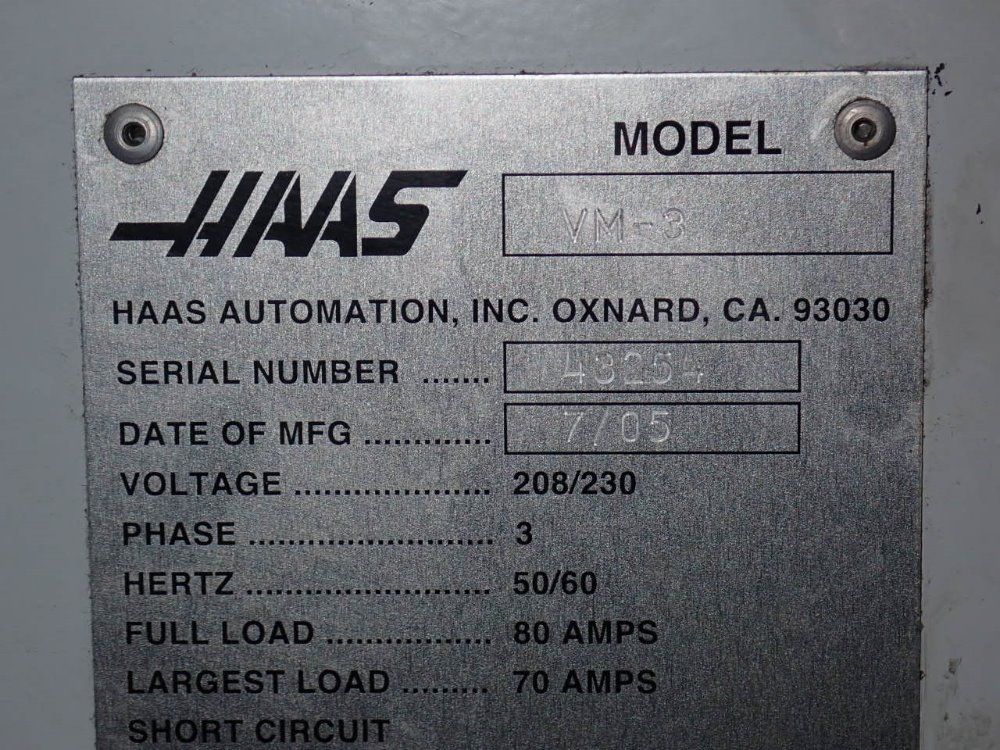 MODEL
HAAS VM-3
HAAS AUTOMATION, INC. OXNARD, CA. 93030
SERIAL NUMBER ....... 43254
DATE OF MFG ............. 7/05
VOLTAGE .................... 208/230
PHASE ......................... 3
HERTZ ......................... 50/60
FULL LOAD ................. 80 AMPS
LARGEST LOAD ......... 70 AMPS
SHORT CIRCUIT